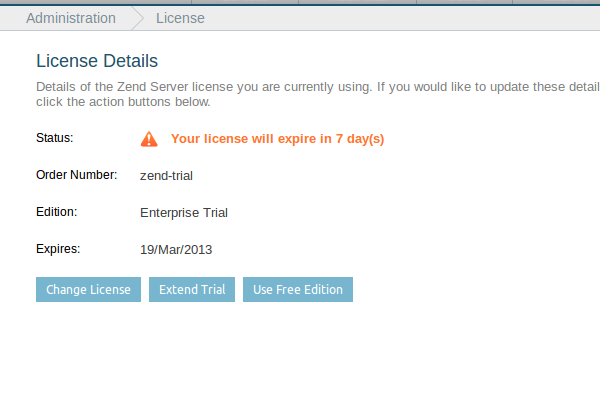 Administration License
License Details
Details of the Zend Server license you are currently using. If you would like to update these
click the action buttons below.
Status: Your license will expire in 7 day(s)
Order Number: zend-trial
Edition: Enterprise Trial
Expires: 19/Mar/2013
Change License Extend Trial Use Free Edition